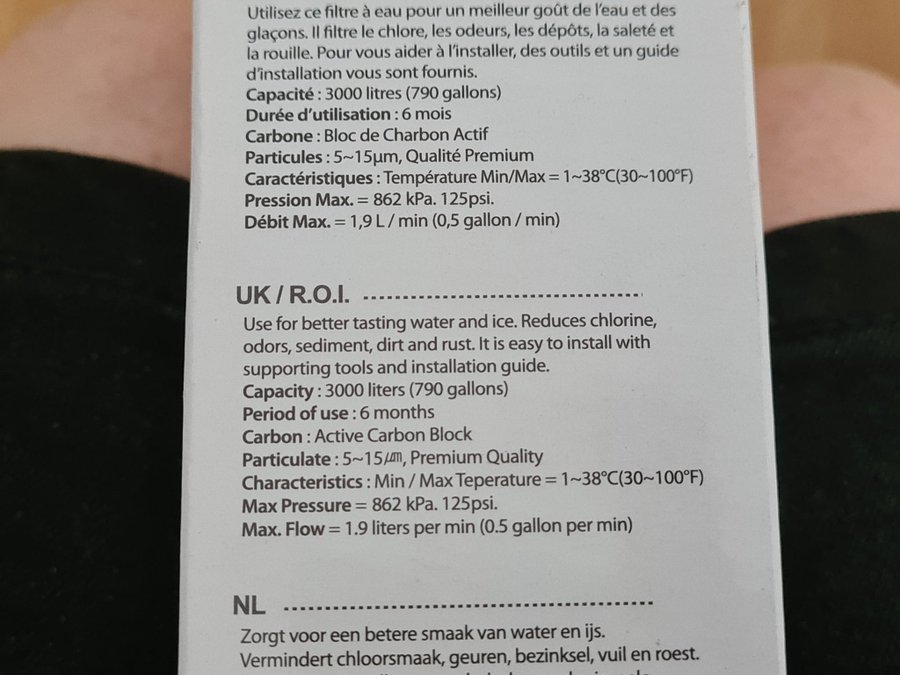 Utilisez ce filtre à eau pour un meilleur goût de l'eau et des
glaçons. Il filtre le chlore, les odeurs, les dépôts, la saleté et
la rouille. Pour vous aider à l'installer, des outils et un guide
d'installation vous sont fournis.
Capacité : 3000 litres (790 gallons)
Durée d'utilisation : 6 mois
Carbone : Bloc de Charbon Actif
Particules : 5~15µm, Qualité Premium
Caractéristiques : Température Min/Max = 1~38°C(30~100°F)
Pression Max. = 862 kPa. 125psi.
Débit Max. = 1,9 L / min (0,5 gallon / min)
UK / R.O.I.
Use for better tasting water and ice. Reduces chlorine,
odors, sediment, dirt and rust. It is easy to install with
supporting tools and installation guide.
Capacity : 3000 liters (790 gallons)
Period of use : 6 months
Carbon : Active Carbon Block
Particulate : 5~15㎛, Premium Quality
Characteristics : Min / Max Teperature = 1~38°C(30~100°F)
Max Pressure = 862 kPa. 125psi.
Max. Flow = 1.9 liters per min (0.5 gallon per min)
NL
Zorgt voor een betere smaak van water en ijs.
Vermindert chloorsmaak, geuren, bezinksel, vuil en roest.